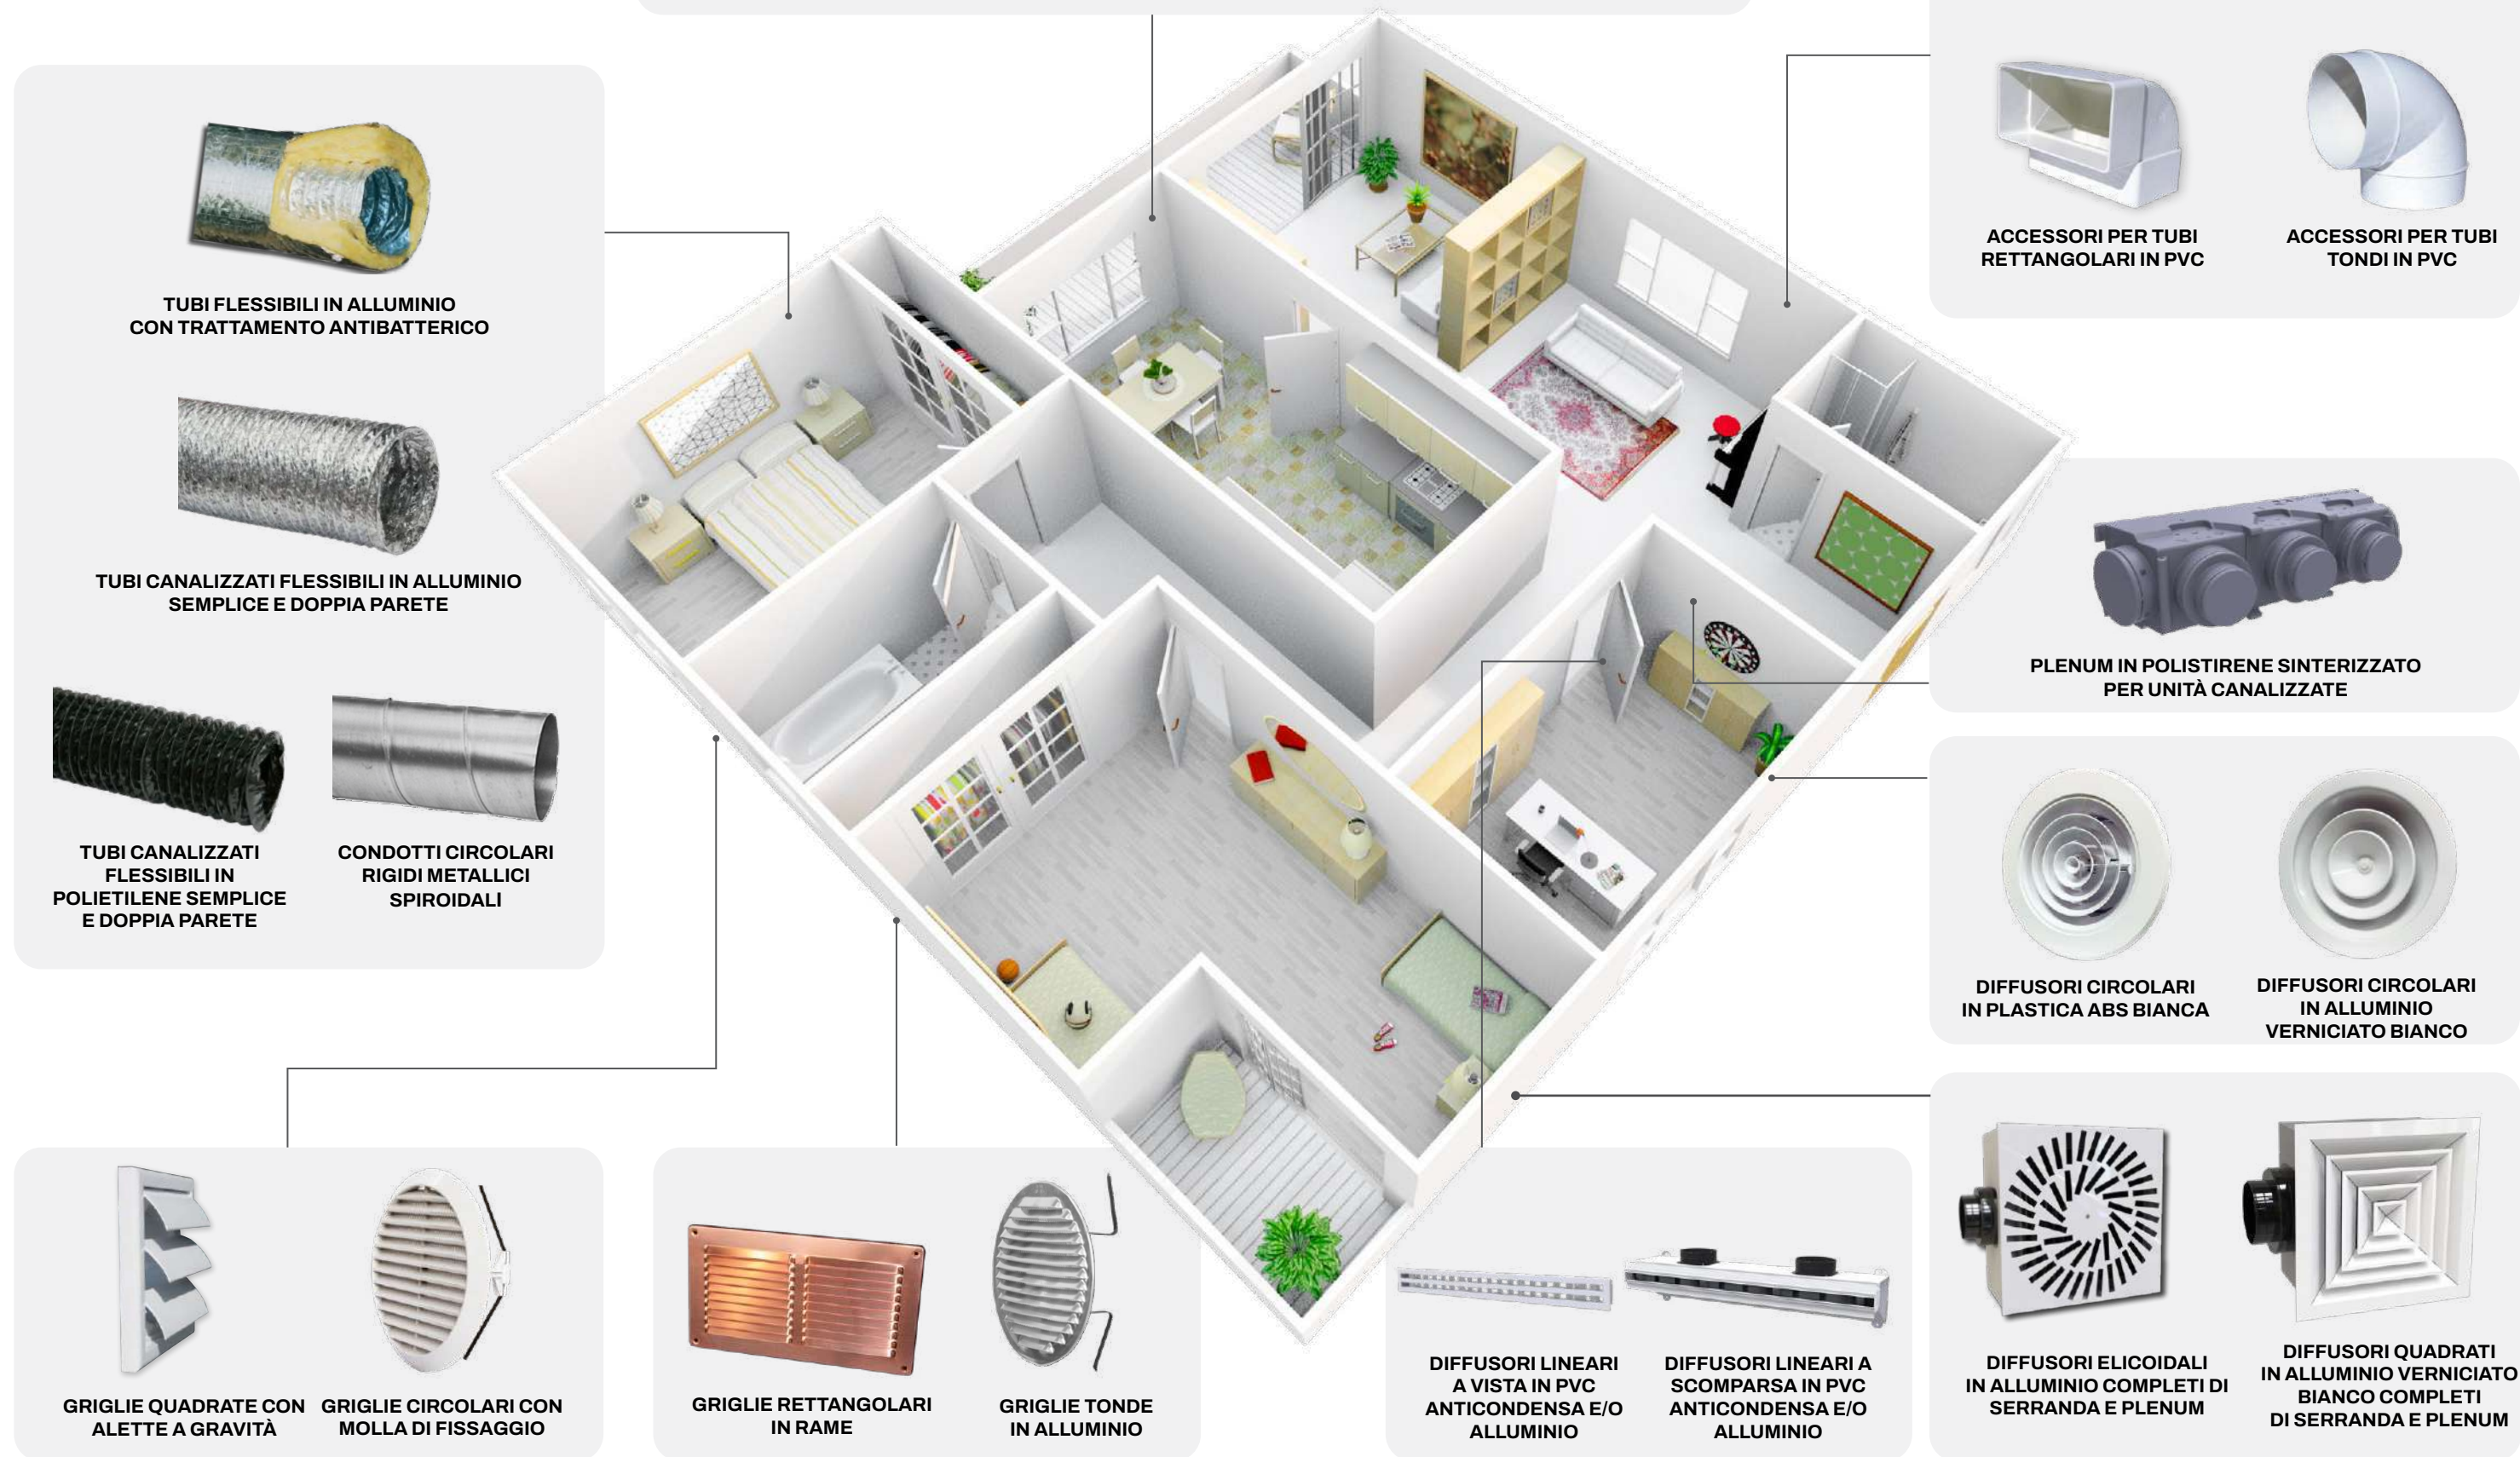 ACCESSORI PER TUBI
RETTANGOLARI IN PVC
ACCESSORI PER TUBI
TONDI IN PVC
TUBI FLESSIBILI IN ALLUMINIO
CON TRATTAMENTO ANTIBATTERICO
TUBI CANALIZZATI FLESSIBILI IN ALLUMINIO
SEMPLICE E DOPPIA PARETE
TUBI CANALIZZATI
FLESSIBILI IN
POLIETILENE SEMPLICE
E DOPPIA PARETE
CONDOTTI CIRCOLARI
RIGIDI METALLICI
SPIROIDALI
PLENUM IN POLISTIRENE SINTERIZZATO
PER UNITÀ CANALIZZATE
DIFFUSORI CIRCOLARI
IN PLASTICA ABS BIANCA
DIFFUSORI CIRCOLARI
IN ALLUMINIO
VERNICIATO BIANCO
GRIGLIE QUADRATE CON
ALETTE A GRAVITÀ
GRIGLIE CIRCOLARI CON
MOLLA DI FISSAGGIO
GRIGLIE RETTANGOLARI
IN RAME
GRIGLIE TONDE
IN ALLUMINIO
DIFFUSORI LINEARI
A VISTA IN PVC
ANTICONDENSA E/O
ALLUMINIO
DIFFUSORI LINEARI A
SCOMPARSA IN PVC
ANTICONDENSA E/O
ALLUMINIO
DIFFUSORI ELICOIDALI
IN ALLUMINIO COMPLETI DI
SERRANDA E PLENUM
DIFFUSORI QUADRATI
IN ALLUMINIO VERNICIATO
BIANCO COMPLETI
DI SERRANDA E PLENUM